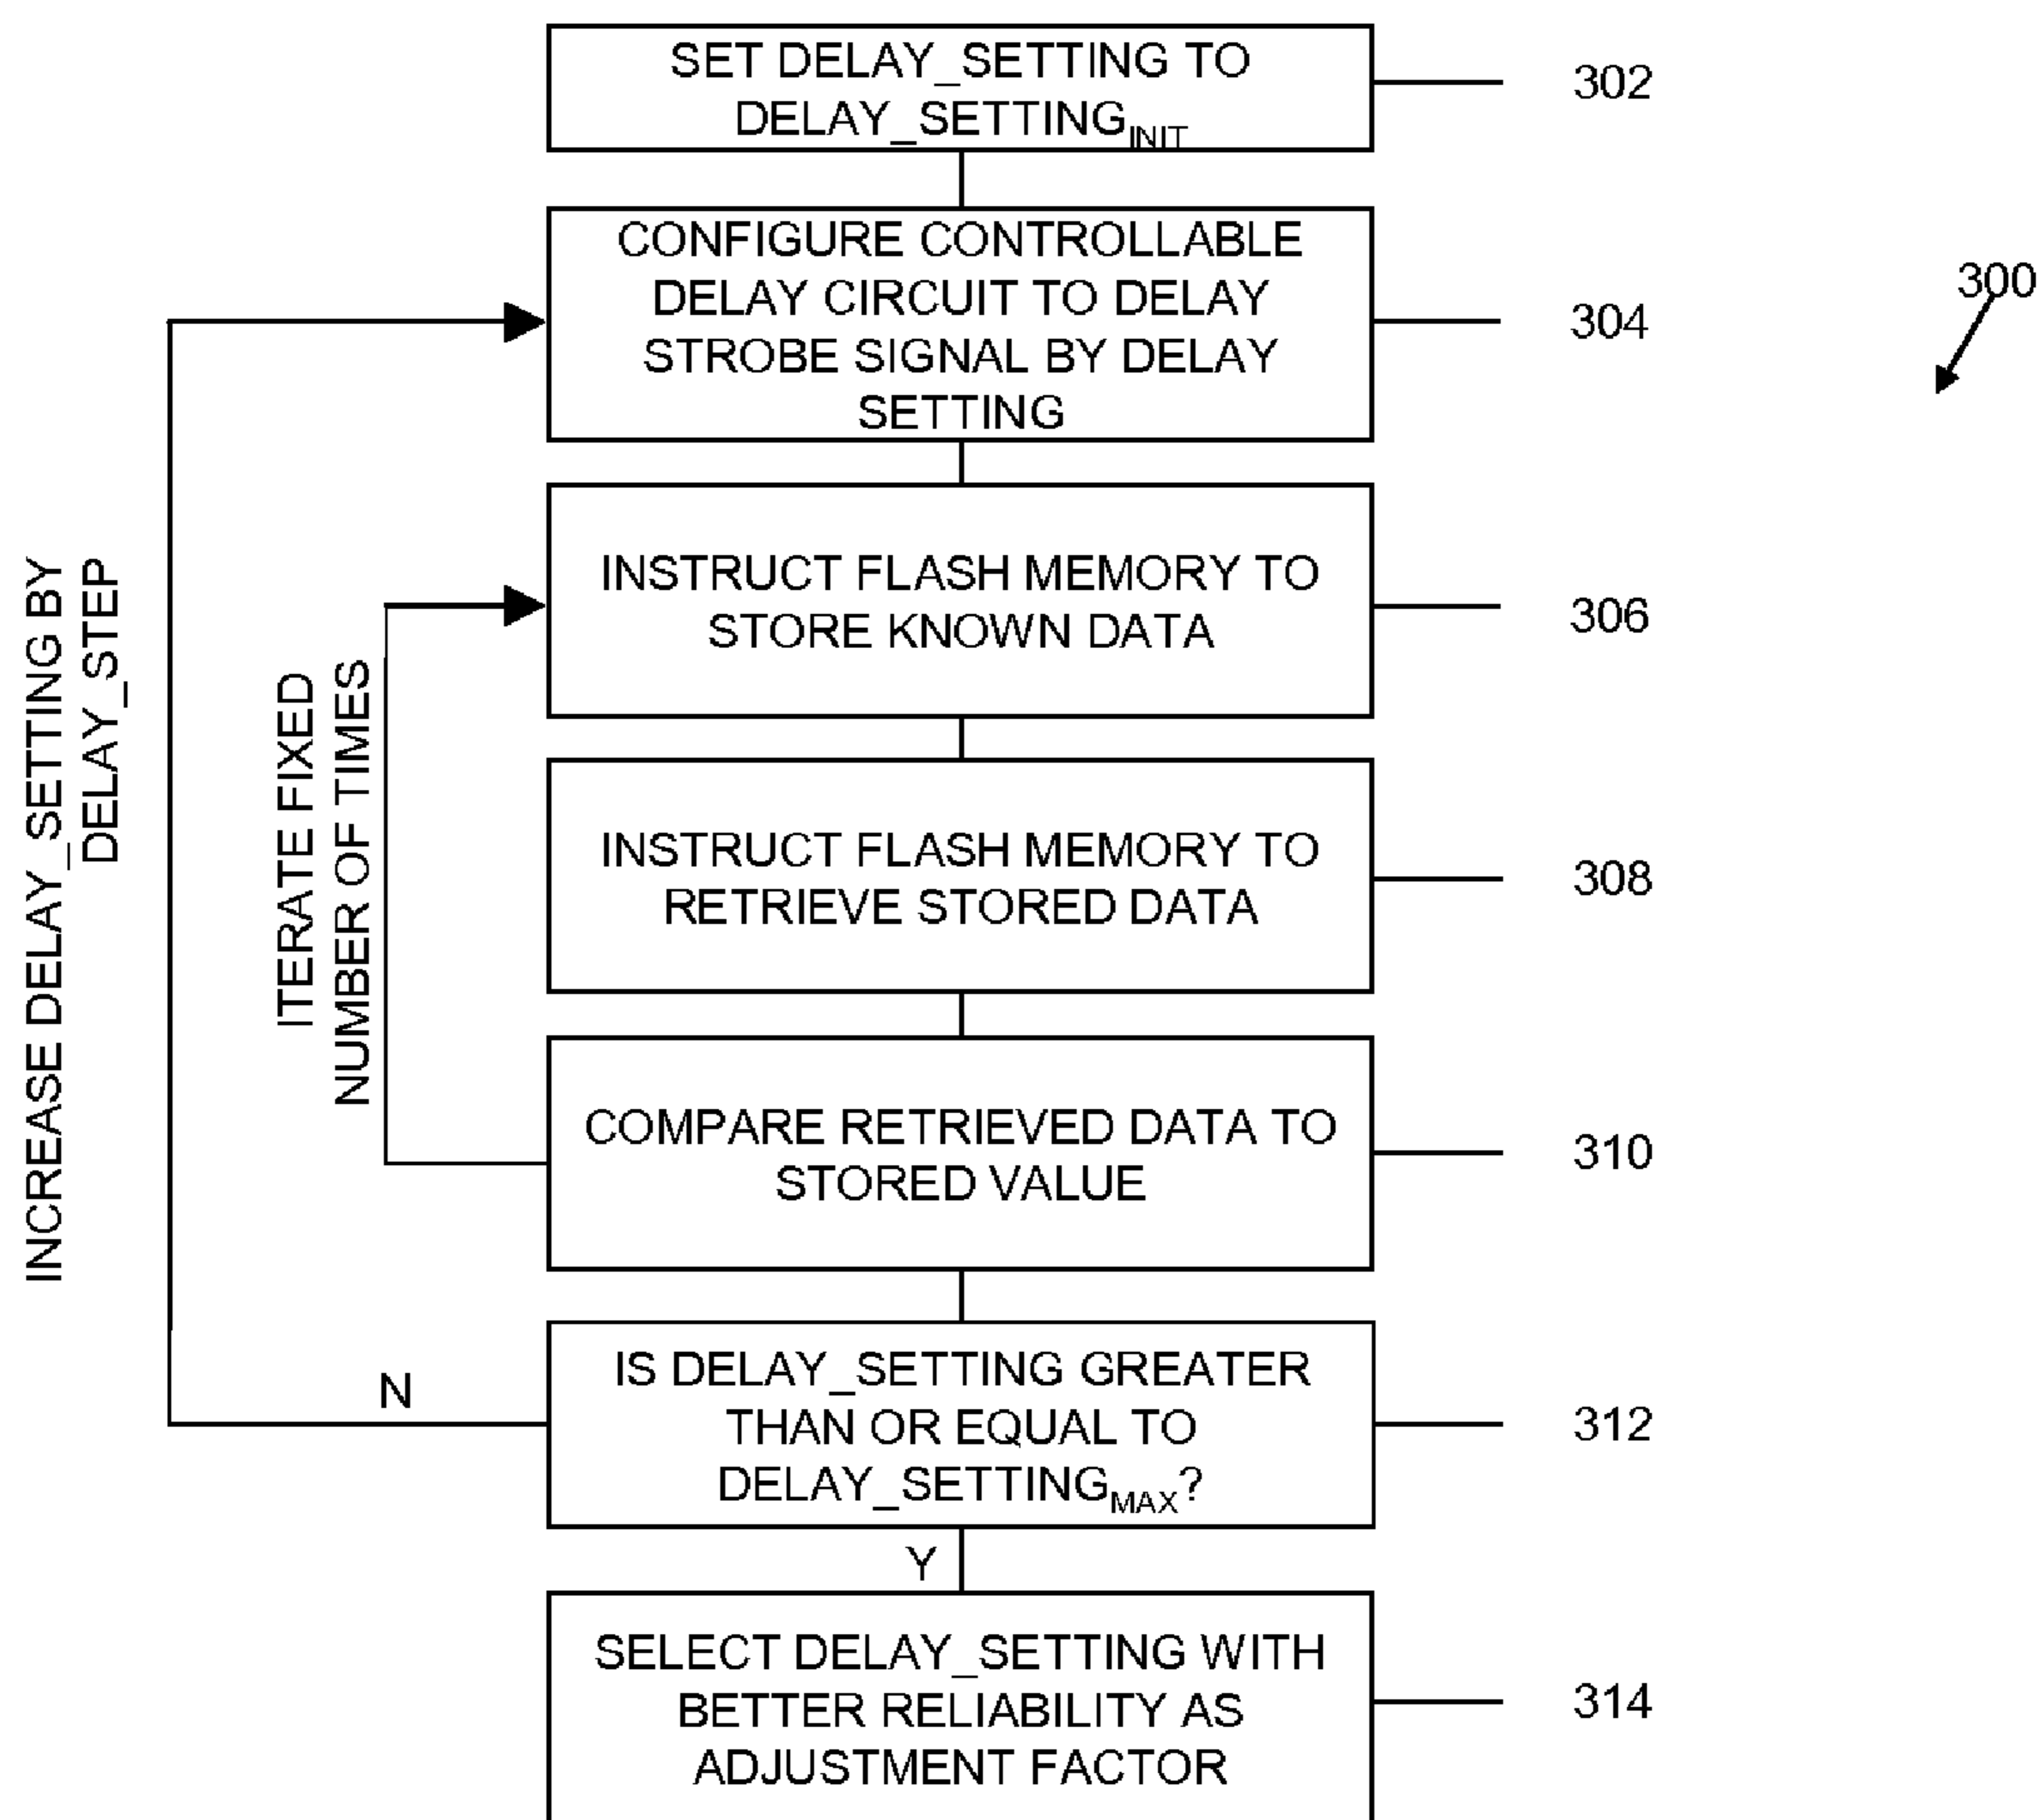 SET DELAY_SETTING TO
DELAY_SETTINGINIT
302
CONFIGURE CONTROLLABLE
DELAY CIRCUIT TO DELAY
STROBE SIGNAL BY DELAY
SETTING
304
300
INSTRUCT FLASH MEMORY TO
STORE KNOWN DATA
306
INSTRUCT FLASH MEMORY TO
RETRIEVE STORED DATA
308
COMPARE RETRIEVED DATA TO
STORED VALUE
310
ITERATE FIXED
NUMBER OF TIMES
INCREASE DELAY_SETTING BY
DELAY_STEP
IS DELAY_SETTING GREATER
THAN OR EQUAL TO
DELAY_SETTINGMAX?
312
N
Y
SELECT DELAY_SETTING WITH
BETTER RELIABILITY AS
ADJUSTMENT FACTOR
314